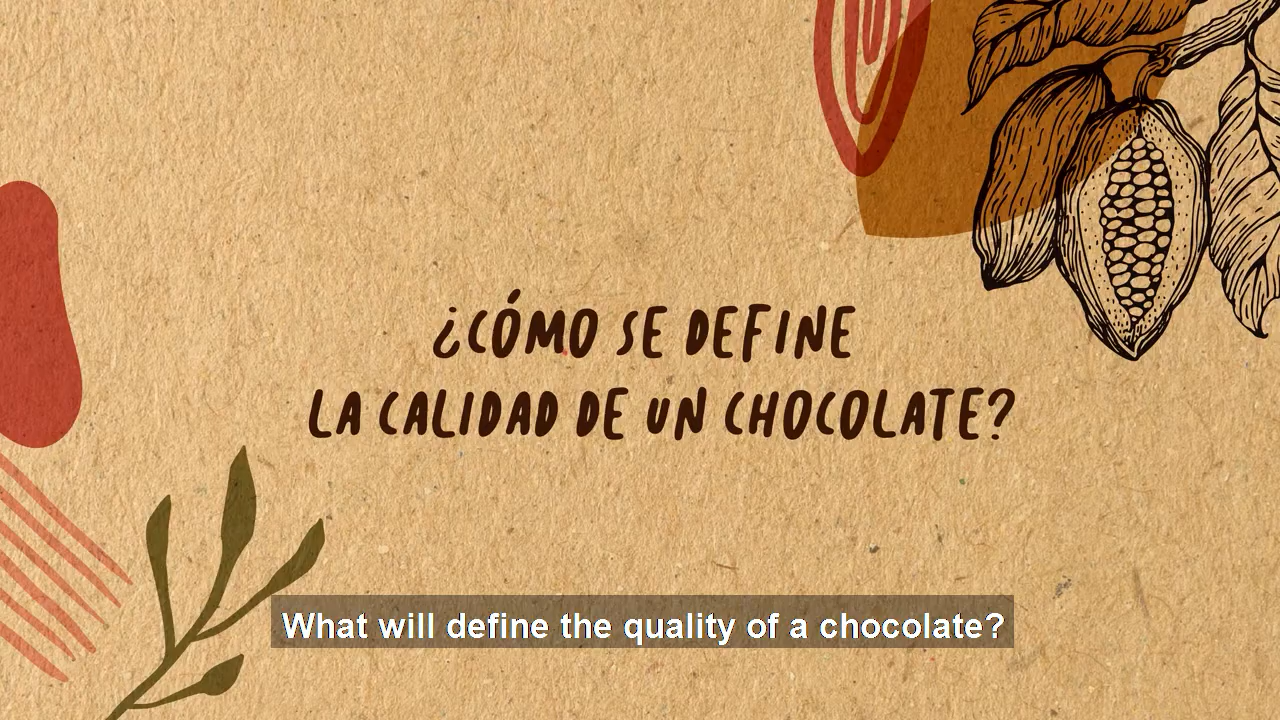 ¿CÓMO SE DEFINE
LA CALIDAD DE UN CHOCOLATE?
What will define the quality of a chocolate?